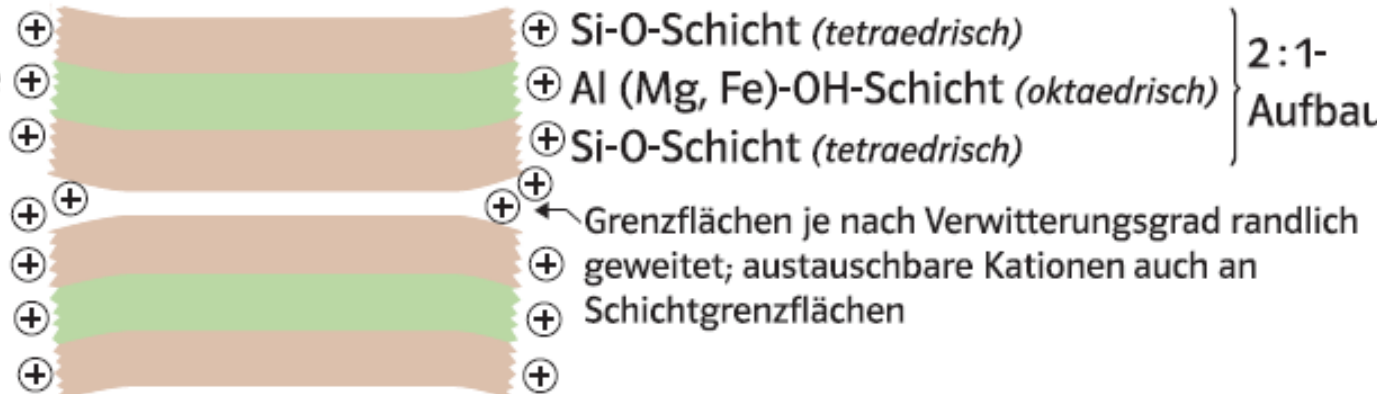 Si-O-Schicht (tetraedrisch)
Al (Mg, Fe)-OH-Schicht (oktaedrisch)
Si-O-Schicht (tetraedrisch)
2:1-
Aufbau
Grenzflächen je nach Verwitterungsgrad randlich
geweitet; austauschbare Kationen auch an
Schichtgrenzflächen